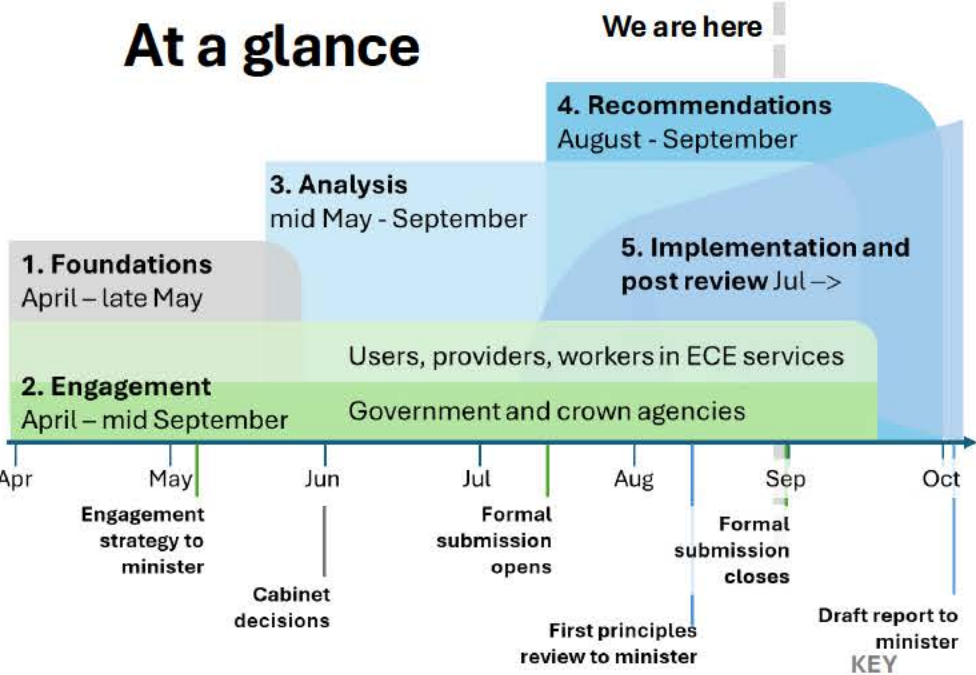 At a glance
We are here
4. Recommendations
August - September
3. Analysis
mid May - September
5. Implementation and
post review Jul –>
1. Foundations
April – late May
Users, providers, workers in ECE services
2. Engagement
April – mid September
Government and crown agencies
Apr
May
Jun
Jul
Aug
Sep
Oct
Engagement
strategy to
minister
Cabinet
decisions
Formal
submission
opens
First principles
review to minister
Formal
submission
closes
Draft report to
minister
KEY